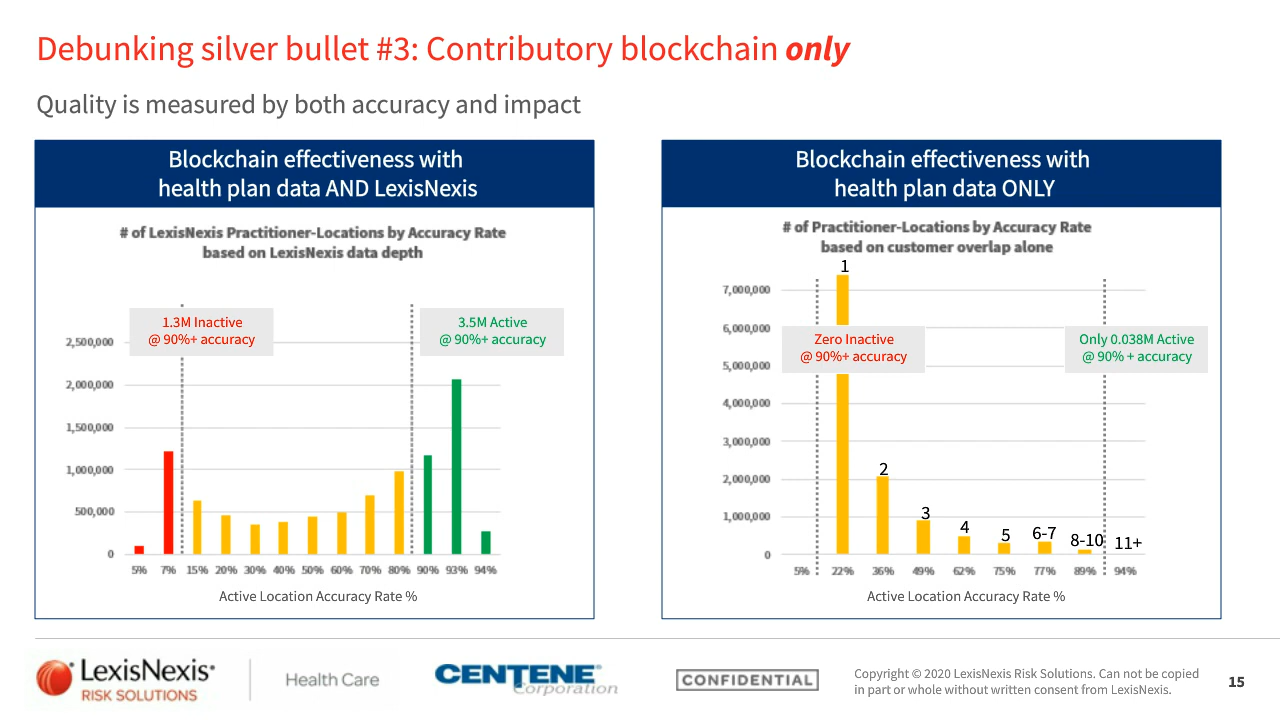 Debunking silver bullet #3: Contributory blockchain only
Quality is measured by both accuracy and impact
Blockchain effectiveness with
health plan data AND LexisNexis
# of LexisNexis Practitioner-Locations by Accuracy Rate
based on LexisNexis data depth
1.3M Inactive
@ 90%+ accuracy
3.5M Active
@ 90%+ accuracy
2,500,000
2,000,000
1,500,000
1,000,000
500,000
0
5% 7% 15% 20% 30% 40% 50% 60% 70% 80% 90% 93% 94%
Active Location Accuracy Rate %
Blockchain effectiveness with
health plan data ONLY
# of Practitioner-Locations by Accuracy Rate
based on customer overlap alone
1
7,000,000
6,000,000
Zero Inactive
@ 90%+ accuracy
Only 0.038M Active
@ 90% + accuracy
5,000,000
4,000,000
3,000,000
2
2,000,000
3
1,000,000
4 5 6-7 8-10 11+
0
5% 22% 36% 49% 62% 75% 77% 89% 94%
Active Location Accuracy Rate %
LexisNexis®
RISK SOLUTIONS
Health Care
CENTENE®
Corporation
CONFIDENTIAL
Copyright © 2020 LexisNexis Risk Solutions. Can not be copied
in part or whole without written consent from LexisNexis.
15